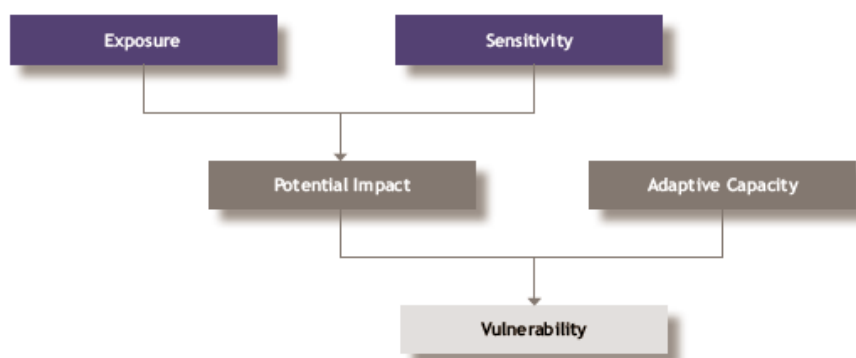 Exposure
Sensitivity
Potential Impact
Adaptive Capacity
Vulnerability